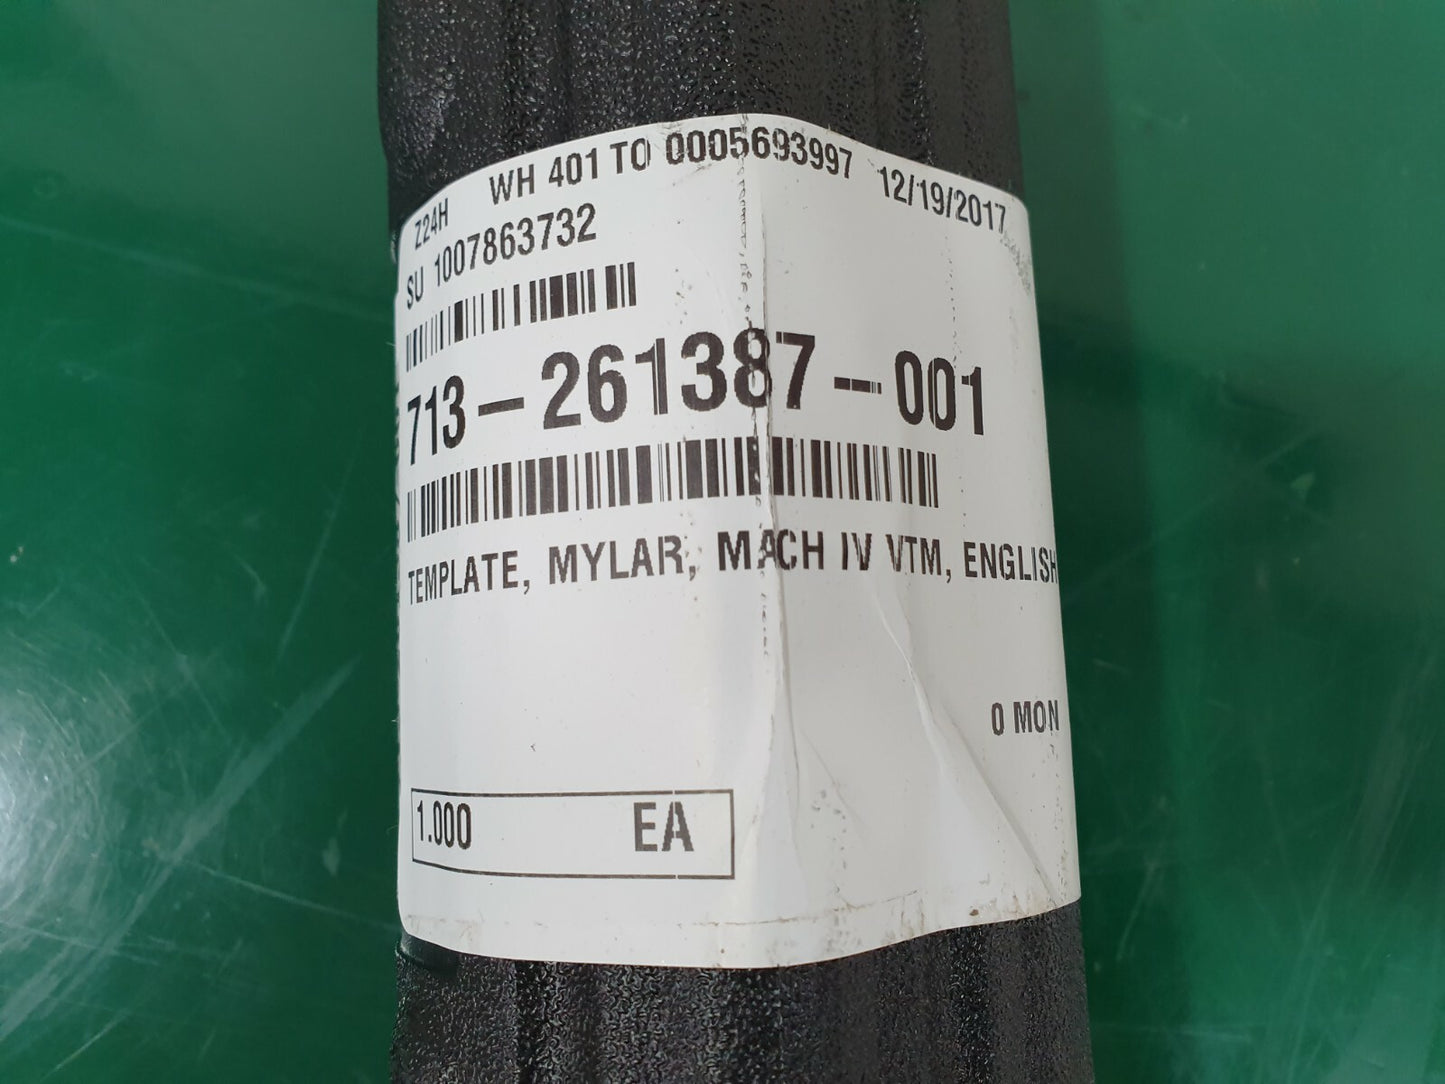 Z24H WH 401 TO 0005693997 12/19/2017
SU 1007863732
713-261387-001
TEMPLATE, MYLAR, MACH IV VTM, ENGLISH
0 MON
1.000 EA